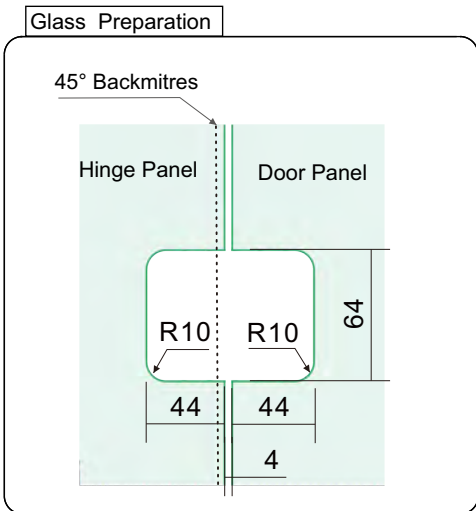 Glass Preparation
45° Backmitres
Hinge Panel
Door Panel
R10
R10
64
44
44
4